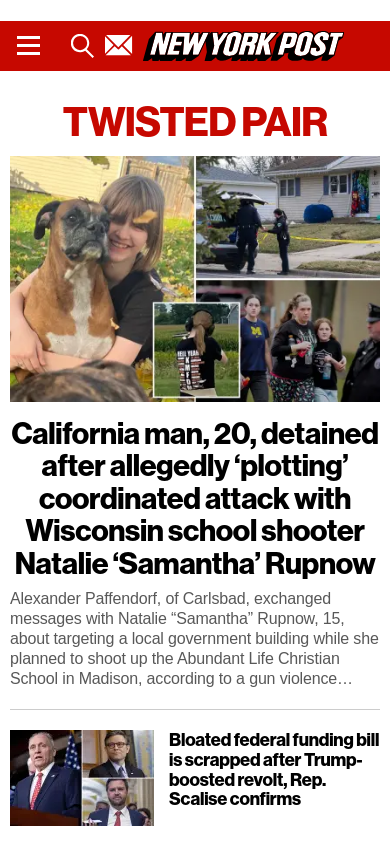 NEW YORK POST
TWISTED PAIR
California man, 20, detained
after allegedly ‘plotting’
coordinated attack with
Wisconsin school shooter
Natalie ‘Samantha’ Rupnow
Alexander Paffendorf, of Carlsbad, exchanged
messages with Natalie “Samantha” Rupnow, 15,
about targeting a local government building while she
planned to shoot up the Abundant Life Christian
School in Madison, according to a gun violence…
Bloated federal funding bill
is scrapped after Trump-
boosted revolt, Rep.
Scalise confirms